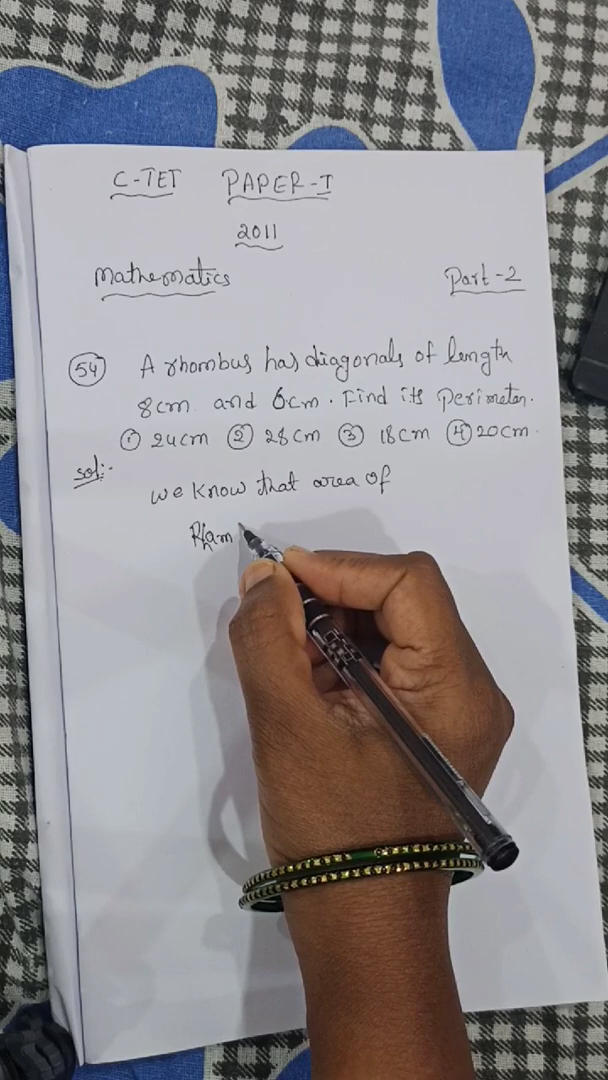 C-TET PAPER-I
2011
Mathematics Part-2
54 A rhombus has diagonals of length
8cm and 6cm. Find its perimeter.
① 24cm ② 28cm ③ 18cm ④ 20cm.
Sol:-
we know that area of
Rham